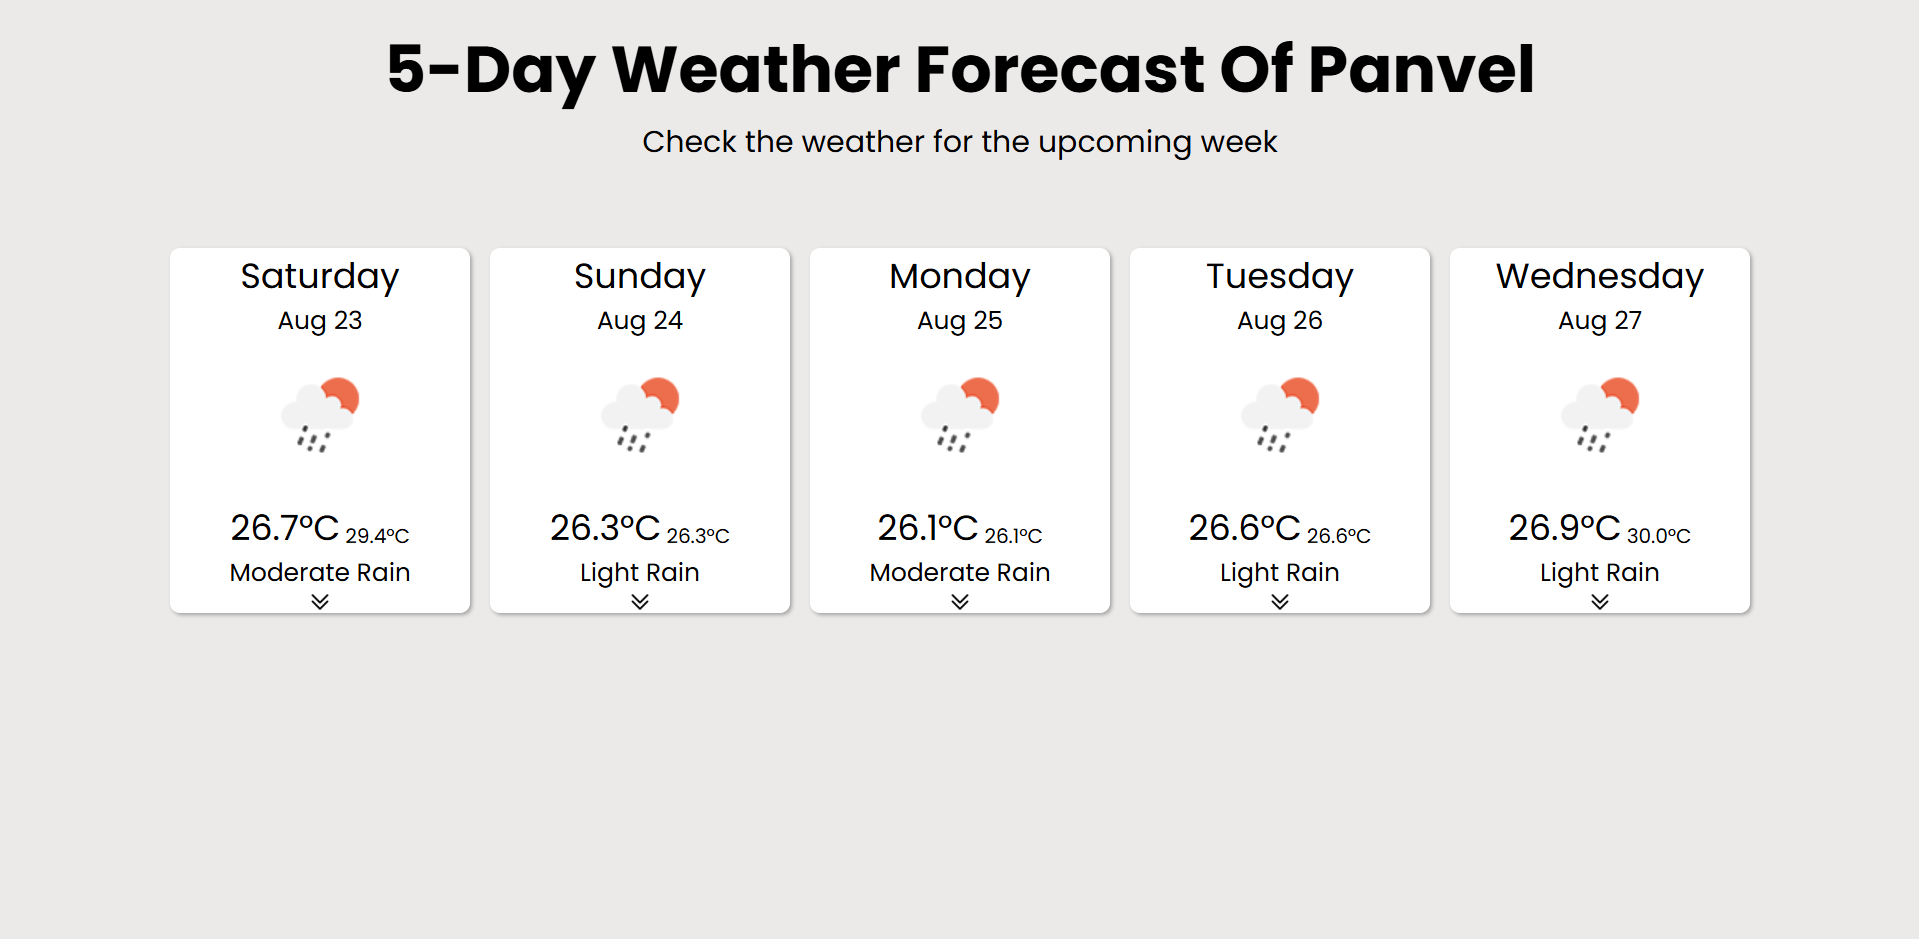 5-Day Weather Forecast Of Panvel
Check the weather for the upcoming week
Saturday
Aug 23
26.7°C 29.4°C
Moderate Rain
Sunday
Aug 24
26.3°C 26.3°C
Light Rain
Monday
Aug 25
26.1°C 26.1°C
Moderate Rain
Tuesday
Aug 26
26.6°C 26.6°C
Light Rain
Wednesday
Aug 27
26.9°C 30.0°C
Light Rain